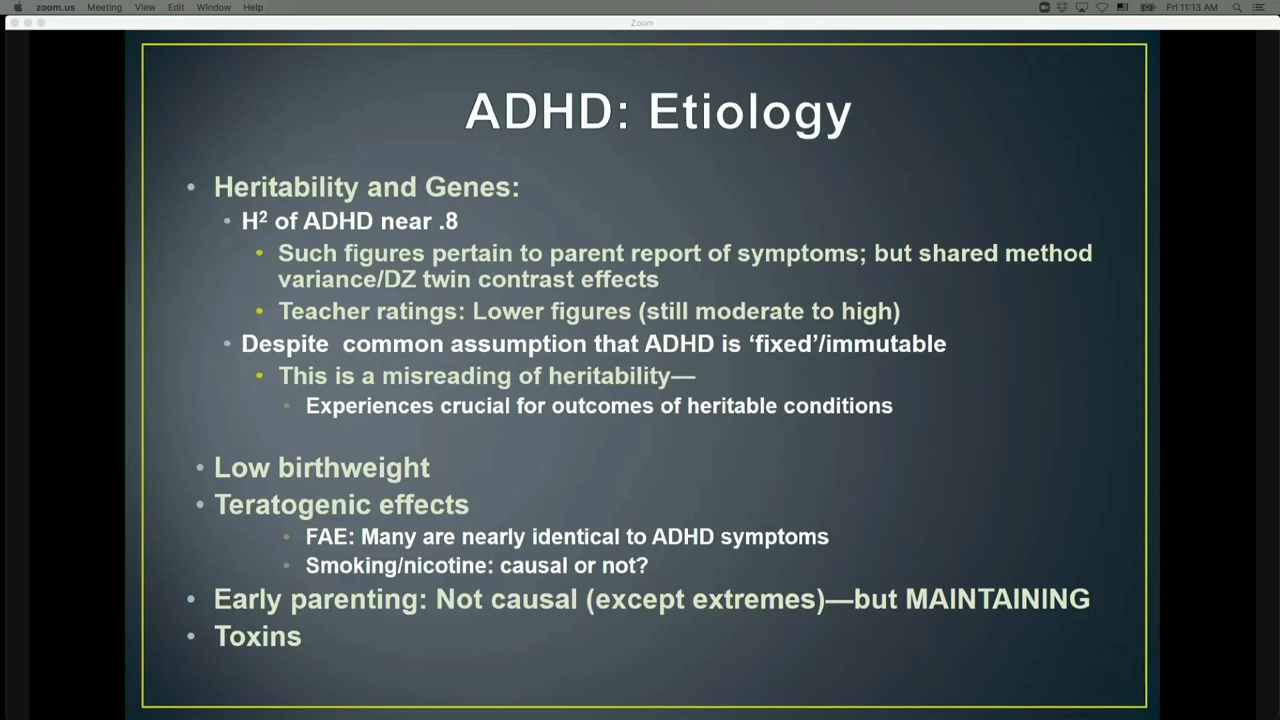 zoom.us Meeting View Edit Window Help Fri 11:13 AM
Zoom
ADHD: Etiology
• Heritability and Genes:
• H² of ADHD near .8
• Such figures pertain to parent report of symptoms; but shared method
variance/DZ twin contrast effects
• Teacher ratings: Lower figures (still moderate to high)
• Despite common assumption that ADHD is ‘fixed’/immutable
• This is a misreading of heritability—
• Experiences crucial for outcomes of heritable conditions
• Low birthweight
• Teratogenic effects
• FAE: Many are nearly identical to ADHD symptoms
• Smoking/nicotine: causal or not?
• Early parenting: Not causal (except extremes)—but MAINTAINING
• Toxins